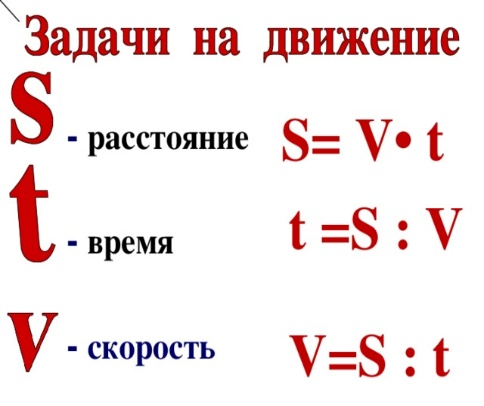 Задачи на движение
S - расстояние S= V• t
t - время t =S : V
v - скорость V=S : t